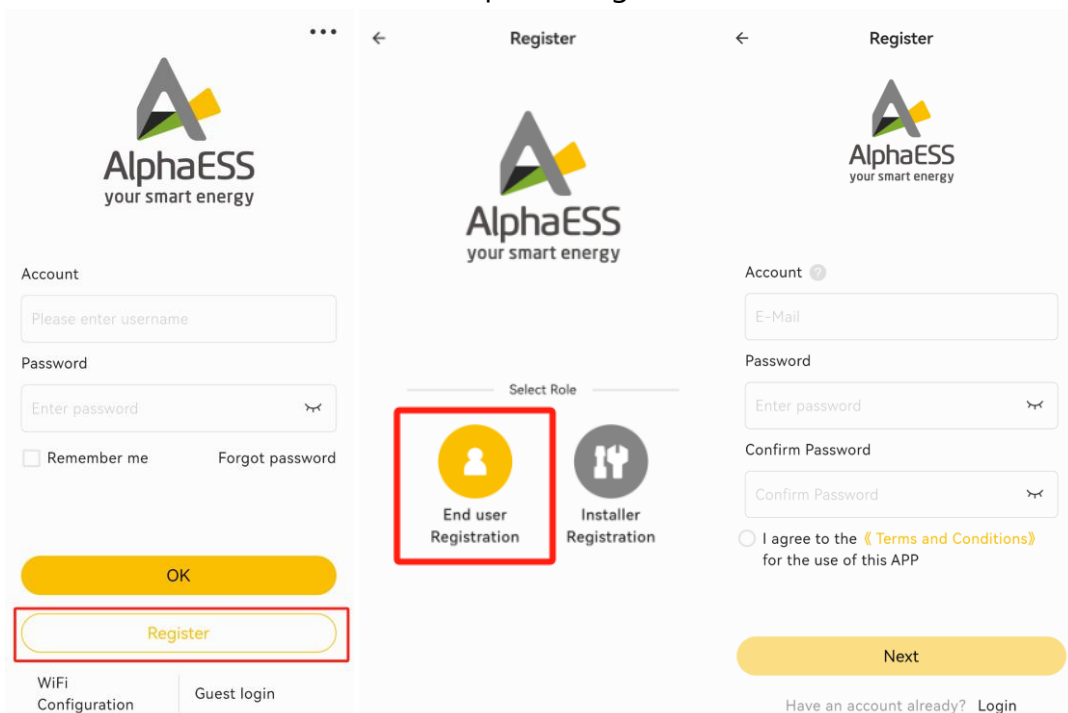 •••
AlphaESS
your smart energy
Account
Please enter username
Password
Enter password
Remember me
Forgot password
OK
Register
WiFi
Configuration
Guest login
Register
AlphaESS
your smart energy
Select Role
End user
Registration
Installer
Registration
Register
AlphaESS
your smart energy
Account ?
E-Mail
Password
Enter password
Confirm Password
Confirm Password
I agree to the 《 Terms and Conditions》
for the use of this APP
Next
Have an account already? Login